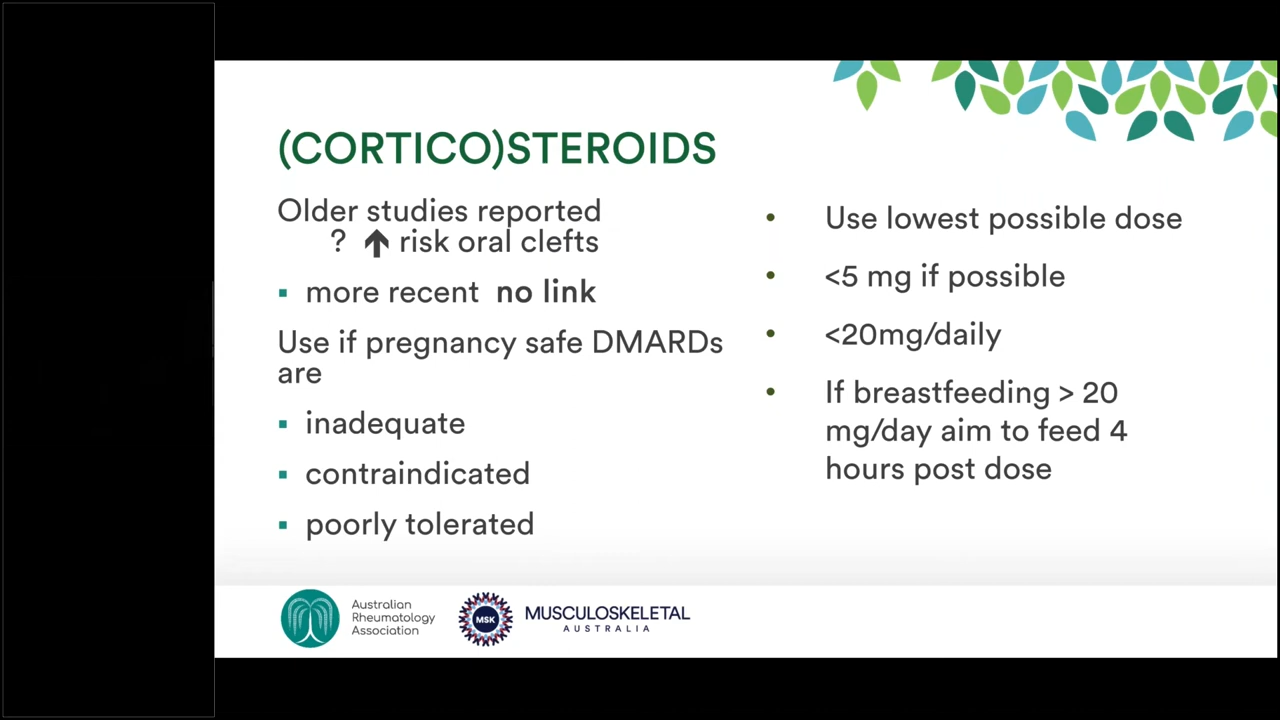 (CORTICO)STEROIDS
Older studies reported
? ⬆ risk oral clefts
▪ more recent no link
Use if pregnancy safe DMARDs
are
▪ inadequate
▪ contraindicated
▪ poorly tolerated
• Use lowest possible dose
• <5 mg if possible
• <20mg/daily
• If breastfeeding > 20
mg/day aim to feed 4
hours post dose
Australian
Rheumatology
Association
MSK
MUSCULOSKELETAL
AUSTRALIA